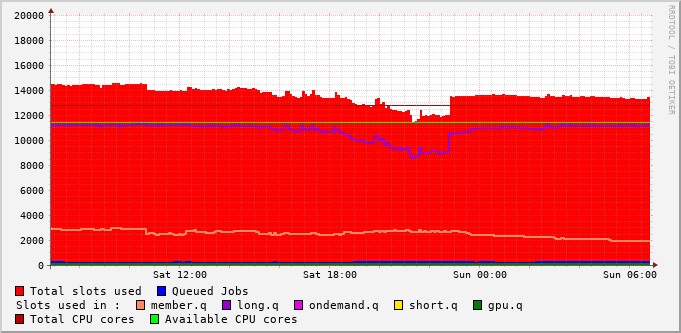 20000
18000
16000
14000
12000
10000
8000
6000
4000
2000
0
Sat 12:00 Sat 18:00 Sun 00:00 Sun 06:00
Total slots used Queued Jobs
Slots used in : member.q long.q ondemand.q short.q gpu.q
Total CPU cores Available CPU cores
RRDTOOL / TOBI OETIKER